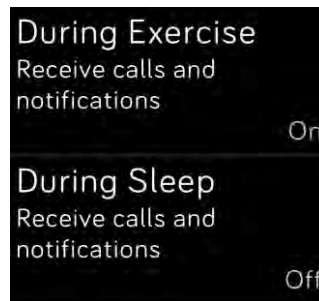 During Exercise
Receive calls and
notifications
On
During Sleep
Receive calls and
notifications
Off